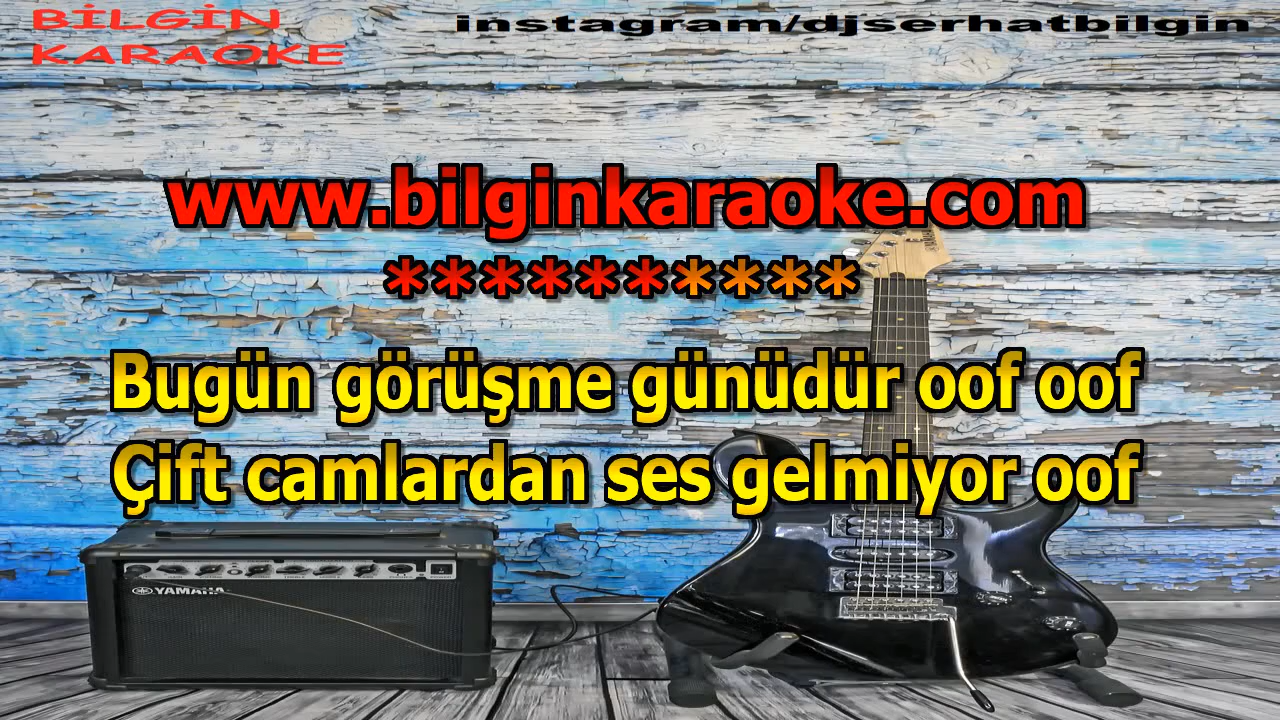 BİLGİN
KARAOKE
instagram/djserhatbilgin
www.bilginkaraoke.com
**********
Bugün görüşme günüdür oof oof
Çift camlardan ses gelmiyor oof
YAMAHA